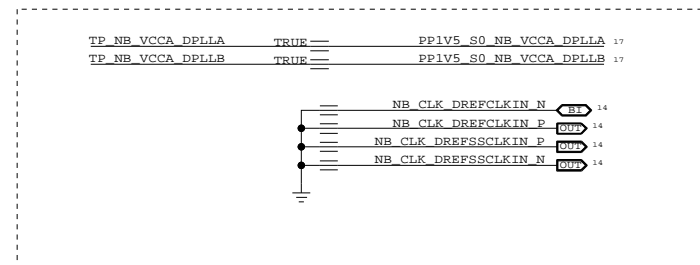 TP_NB_VCCA_DPLLA TRUE PP1V5_S0_NB_VCCA_DPLLA 17
TP_NB_VCCA_DPLLB TRUE PP1V5_S0_NB_VCCA_DPLLB 17
NB_CLK_DREFCLKIN_N BI 14
NB_CLK_DREFCLKIN_P OUT 14
NB_CLK_DREFSSCLKIN_P OUT 14
NB_CLK_DREFSSCLKIN_N OUT 14